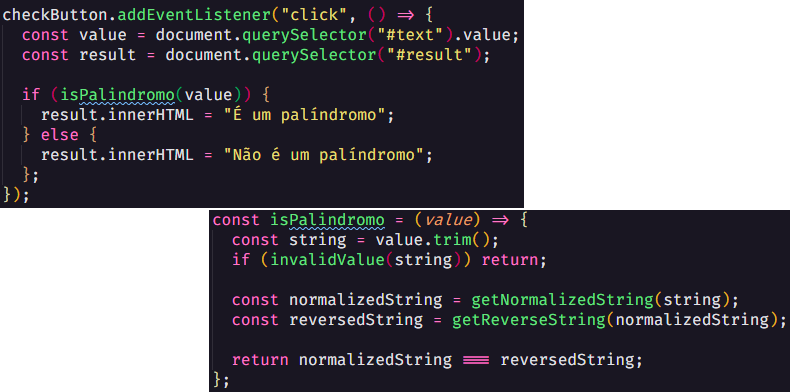 checkButton.addEventListener("click", () => {
  const value = document.querySelector("#text").value;
  const result = document.querySelector("#result");

  if (isPalindromo(value)) {
    result.innerHTML = "É um palíndromo";
  } else {
    result.innerHTML = "Não é um palíndromo";
  };
});
const isPalindromo = (value) => {
  const string = value.trim();
  if (invalidValue(string)) return;

  const normalizedString = getNormalizedString(string);
  const reversedString = getReverseString(normalizedString);

  return normalizedString === reversedString;
};